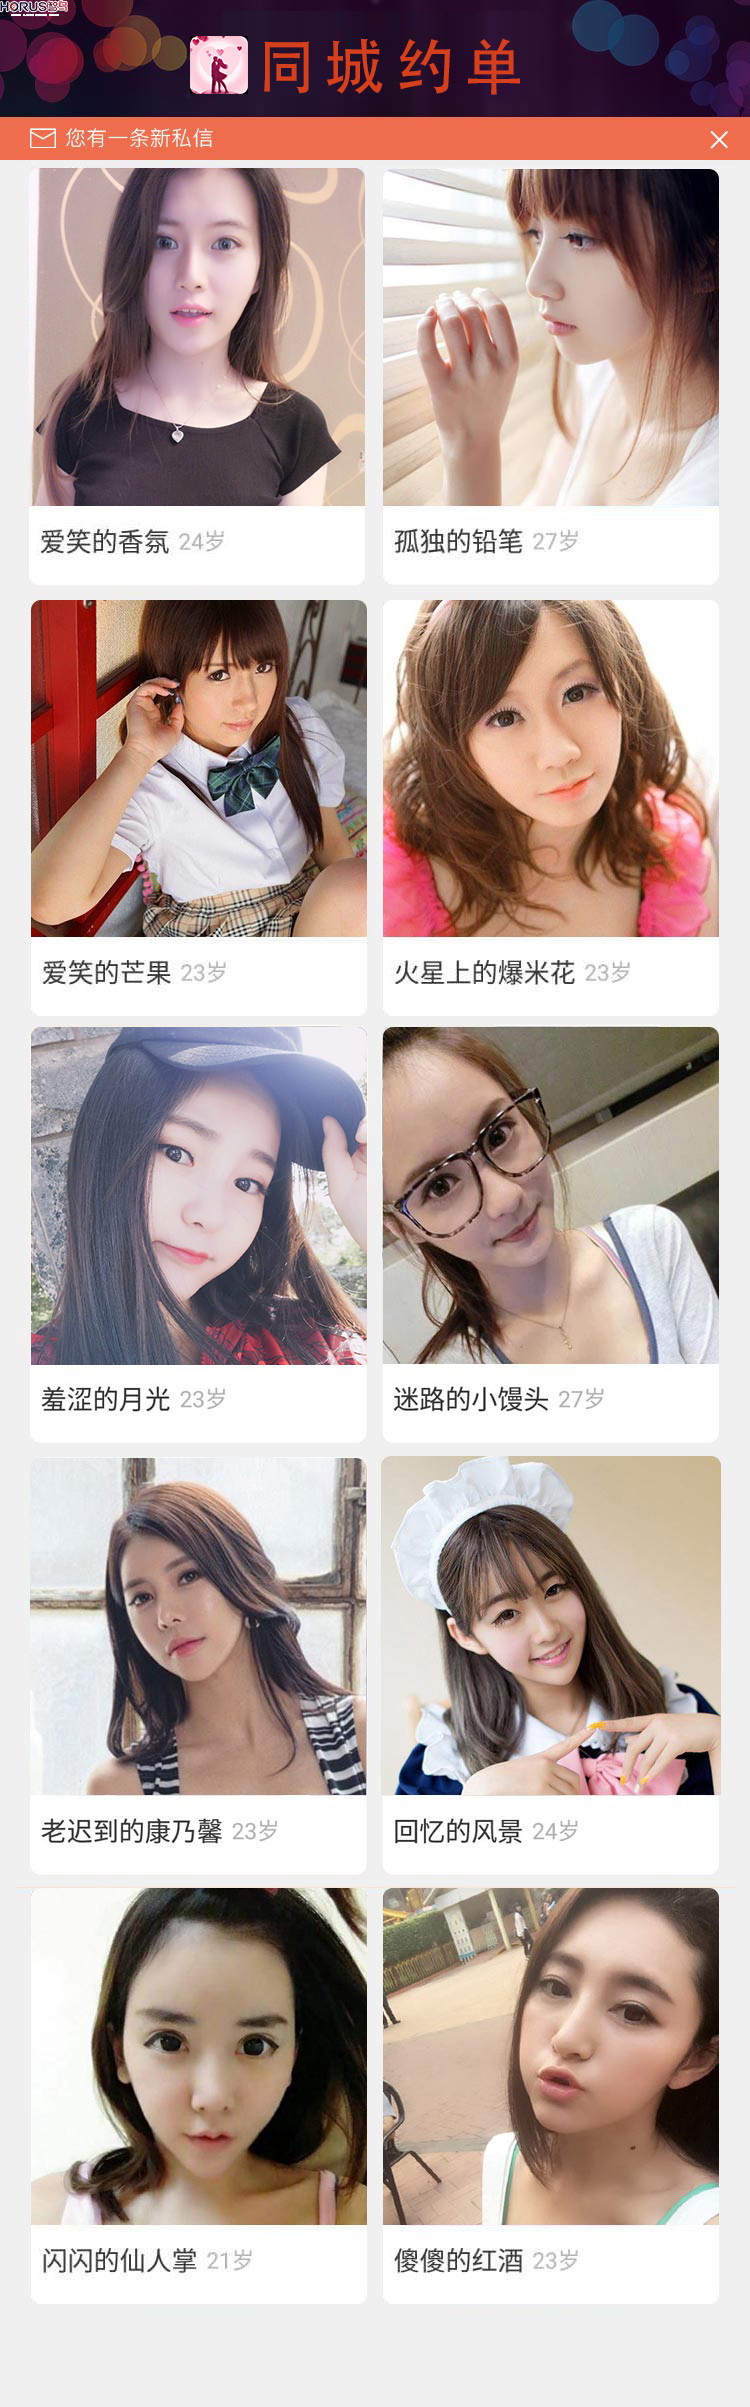 HORUS
同城约单
您有一条新私信
爱笑的香氛 24岁
孤独的铅笔 27岁
爱笑的芒果 23岁
火星上的爆米花 23岁
羞涩的月光 23岁
迷路的小馒头 27岁
老迟到的康乃馨 23岁
回忆的风景 24岁
闪闪的仙人掌 21岁
傻傻的红酒 23岁